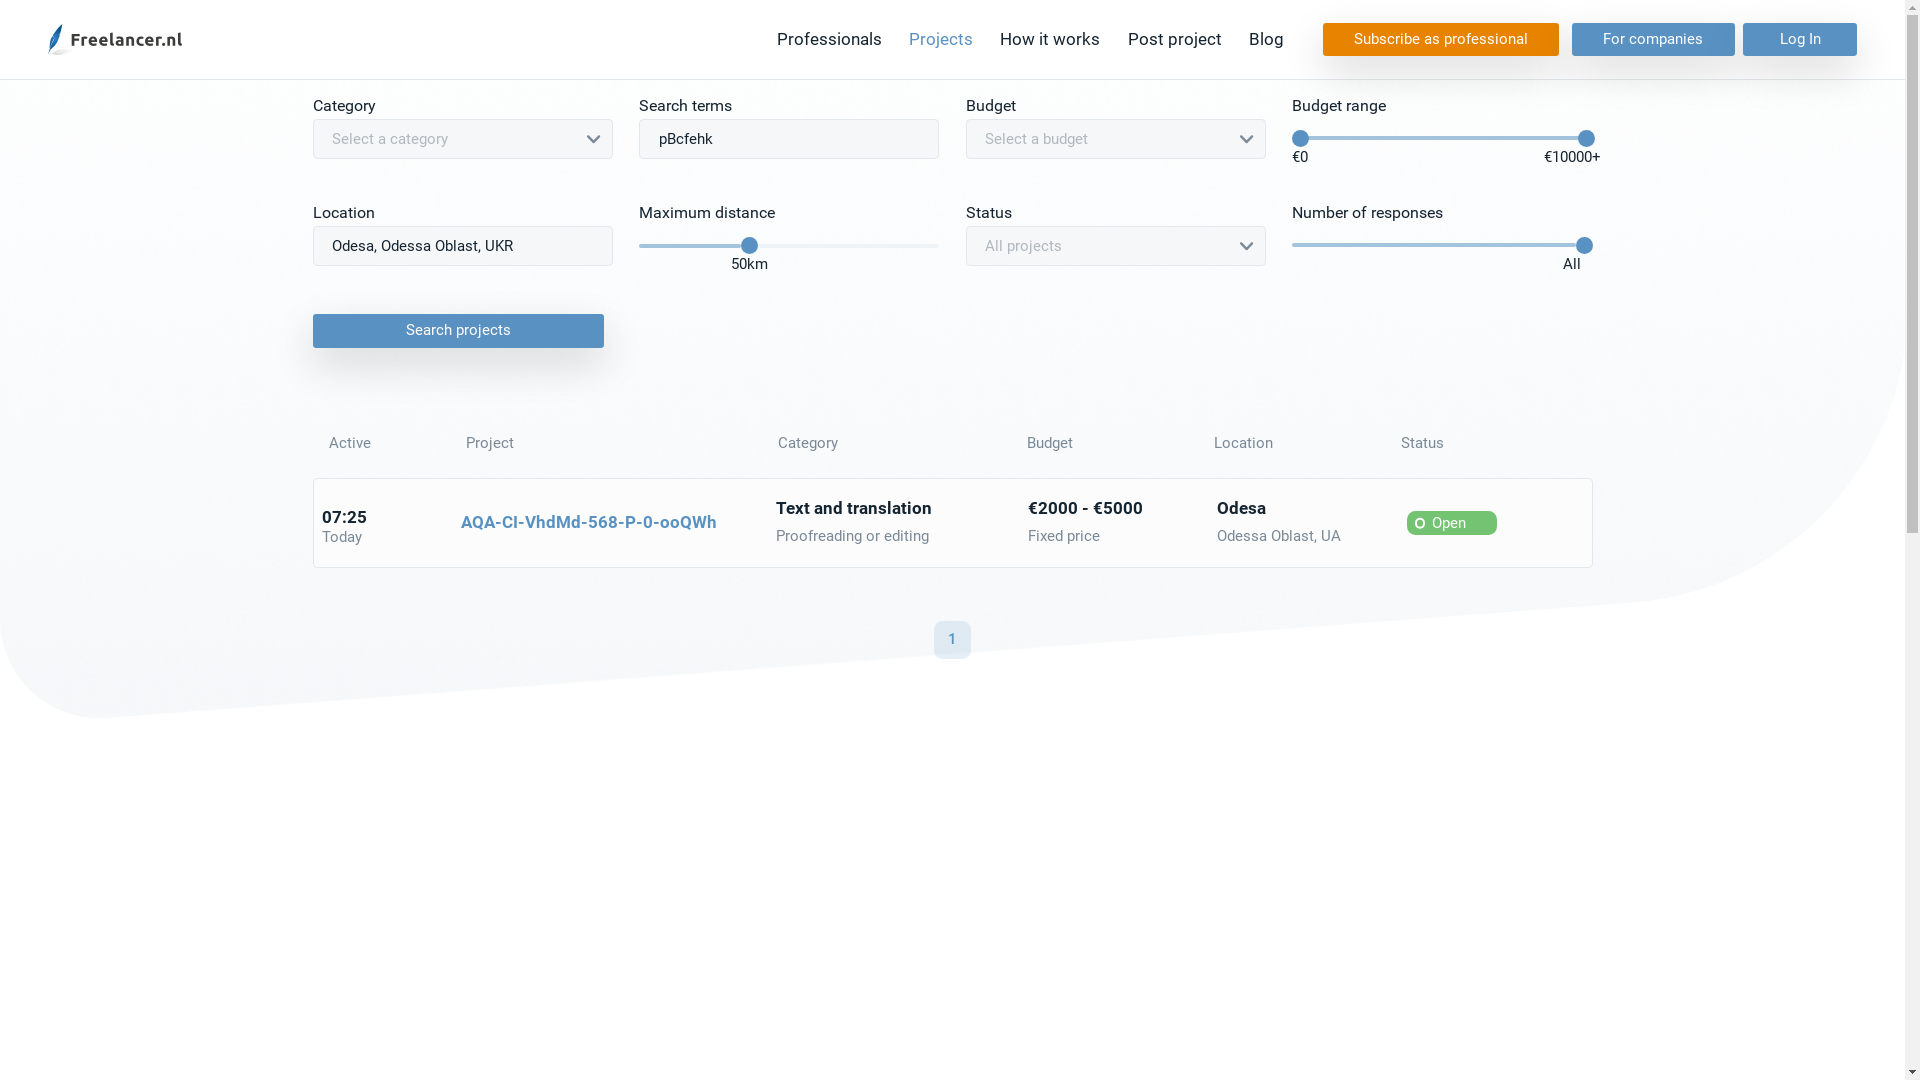 Freelancer.nl
Professionals Projects How it works Post project Blog Subscribe as professional For companies Log In
Category Search terms Budget Budget range
Select a category pBcfehk Select a budget
€0 €10000+
Location Maximum distance Status Number of responses
Odesa, Odessa Oblast, UKR All projects
50km All
Search projects
Active Project Category Budget Location Status
07:25 AQA-CI-VhdMd-568-P-0-ooQWh Text and translation €2000 - €5000 Odesa Open
Today Proofreading or editing Fixed price Odessa Oblast, UA
1